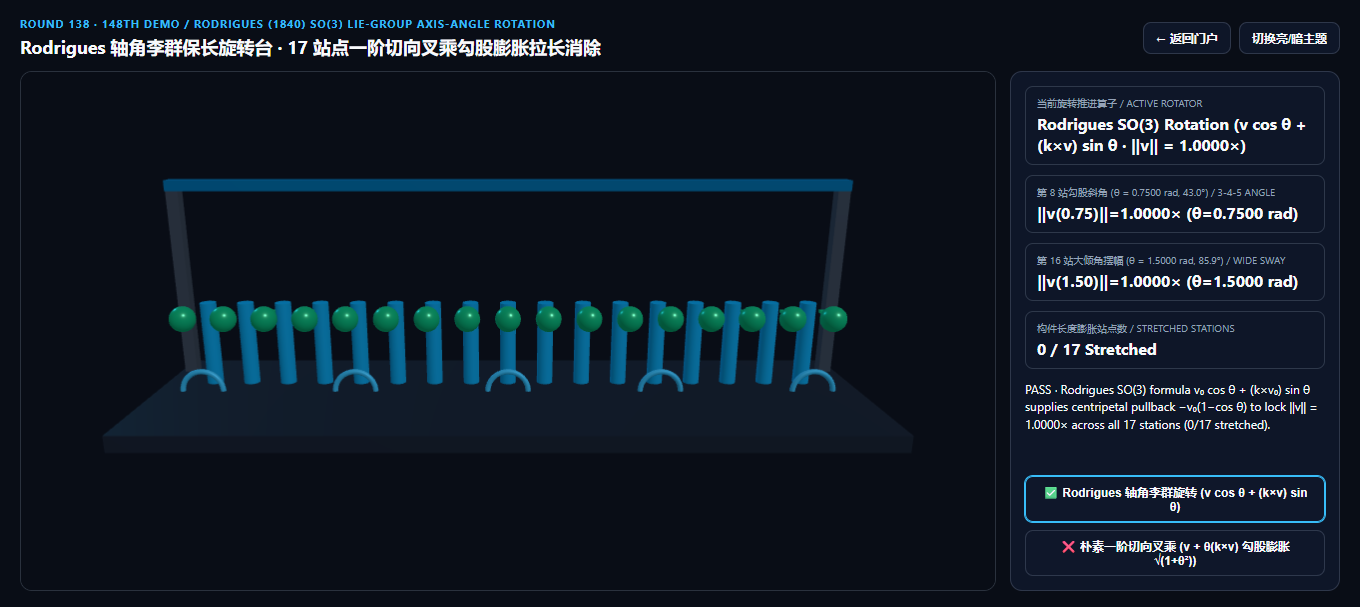 ROUND 138 · 148TH DEMO / RODRIGUES (1840) SO(3) LIE-GROUP AXIS-ANGLE ROTATION
Rodrigues 轴角李群保长旋转台 · 17 站点一阶切向叉乘勾股膨胀拉长消除
← 返回门户
切换亮/暗主题
当前旋转推进算子 / ACTIVE ROTATOR
Rodrigues SO(3) Rotation (v cos θ +
(k×v) sin θ · ||v|| = 1.0000×)
第 8 站勾股斜角 (θ = 0.7500 rad, 43.0°) / 3-4-5 ANGLE
||v(0.75)||=1.0000× (θ=0.7500 rad)
第 16 站大倾角摆幅 (θ = 1.5000 rad, 85.9°) / WIDE SWAY
||v(1.50)||=1.0000× (θ=1.5000 rad)
构件长度膨胀站点数 / STRETCHED STATIONS
0 / 17 Stretched
PASS · Rodrigues SO(3) formula v₀ cos θ + (k×v₀) sin θ
supplies centripetal pullback −v₀(1−cos θ) to lock ||v|| =
1.0000× across all 17 stations (0/17 stretched).
✅ Rodrigues 轴角李群旋转 (v cos θ + (k×v) sin
θ)
❌ 朴素一阶切向叉乘 (v + θ(k×v) 勾股膨胀
√(1+θ²))